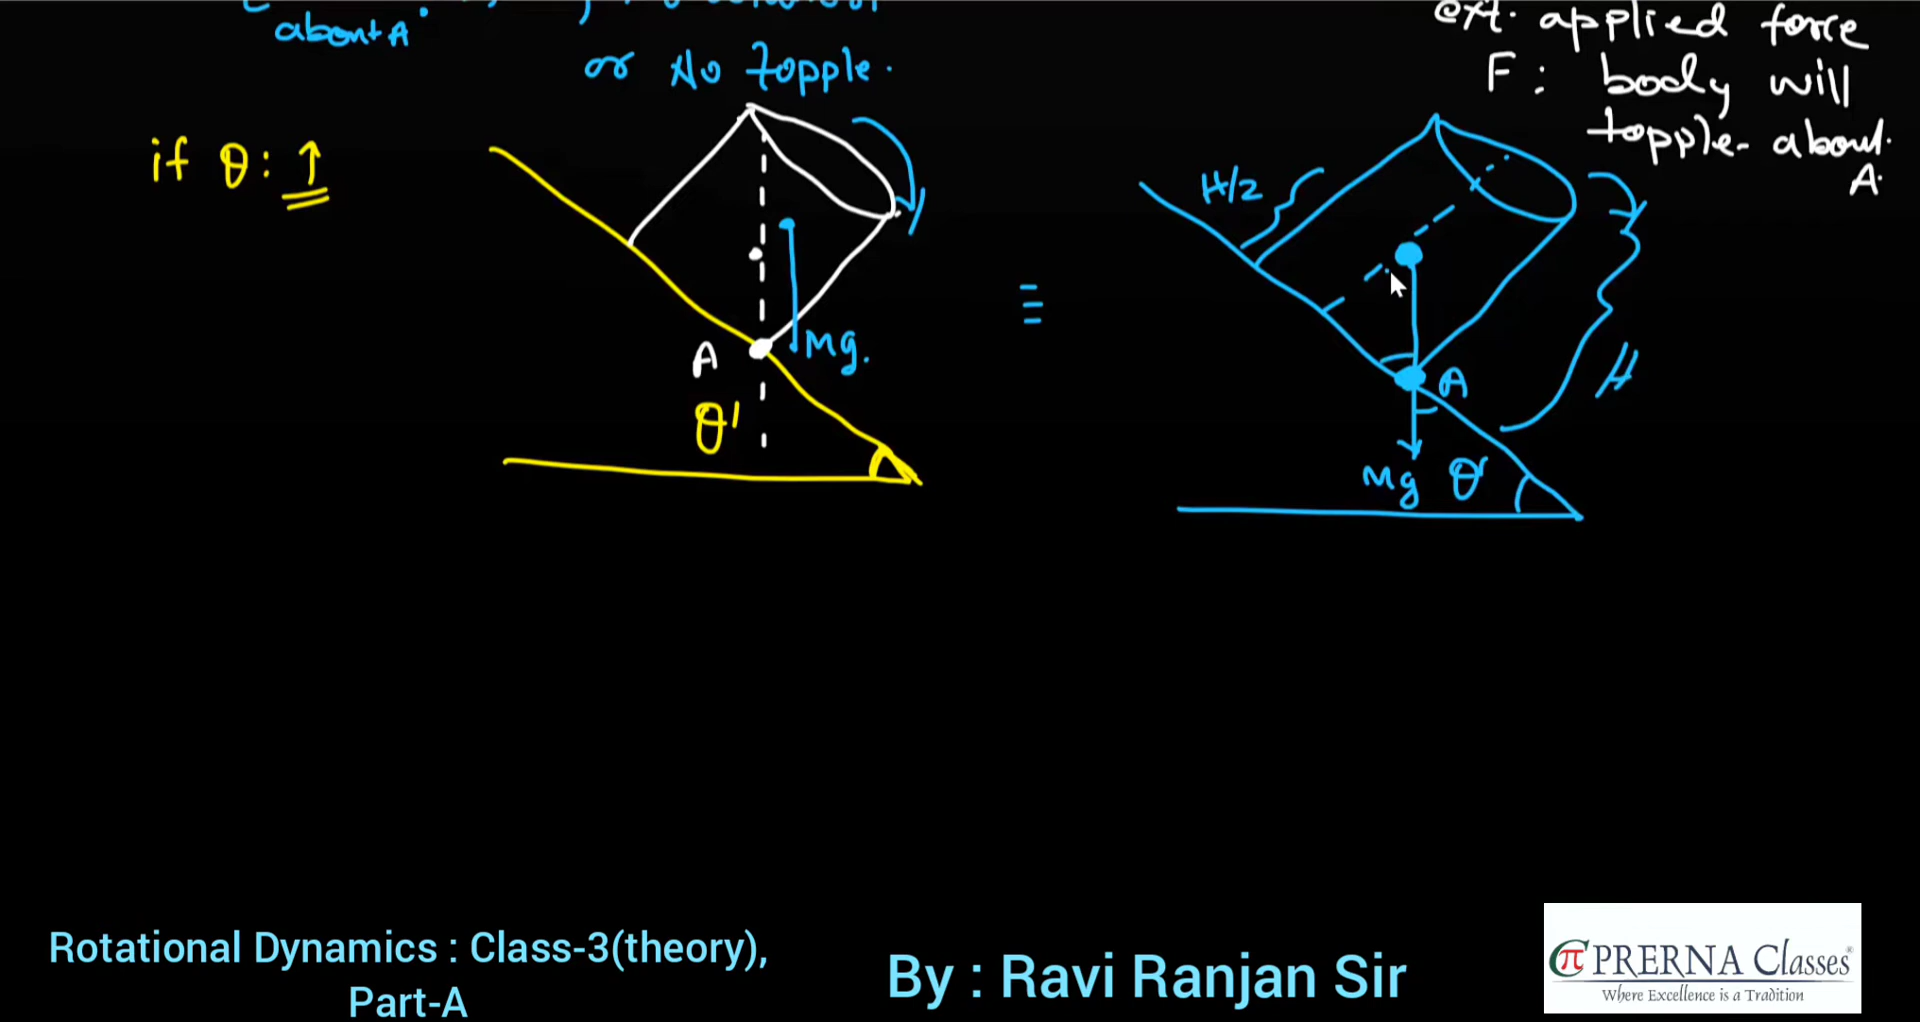 about A.
or No topple.
ext. applied force
F : body will
topple- about.
A.
if θ : ↑
H/2
A
Mg.
θ'
≡
A
H
Mg
θ'
Rotational Dynamics : Class-3(theory),
Part-A
By : Ravi Ranjan Sir
π PRERNA Classes®
Where Excellence is a Tradition